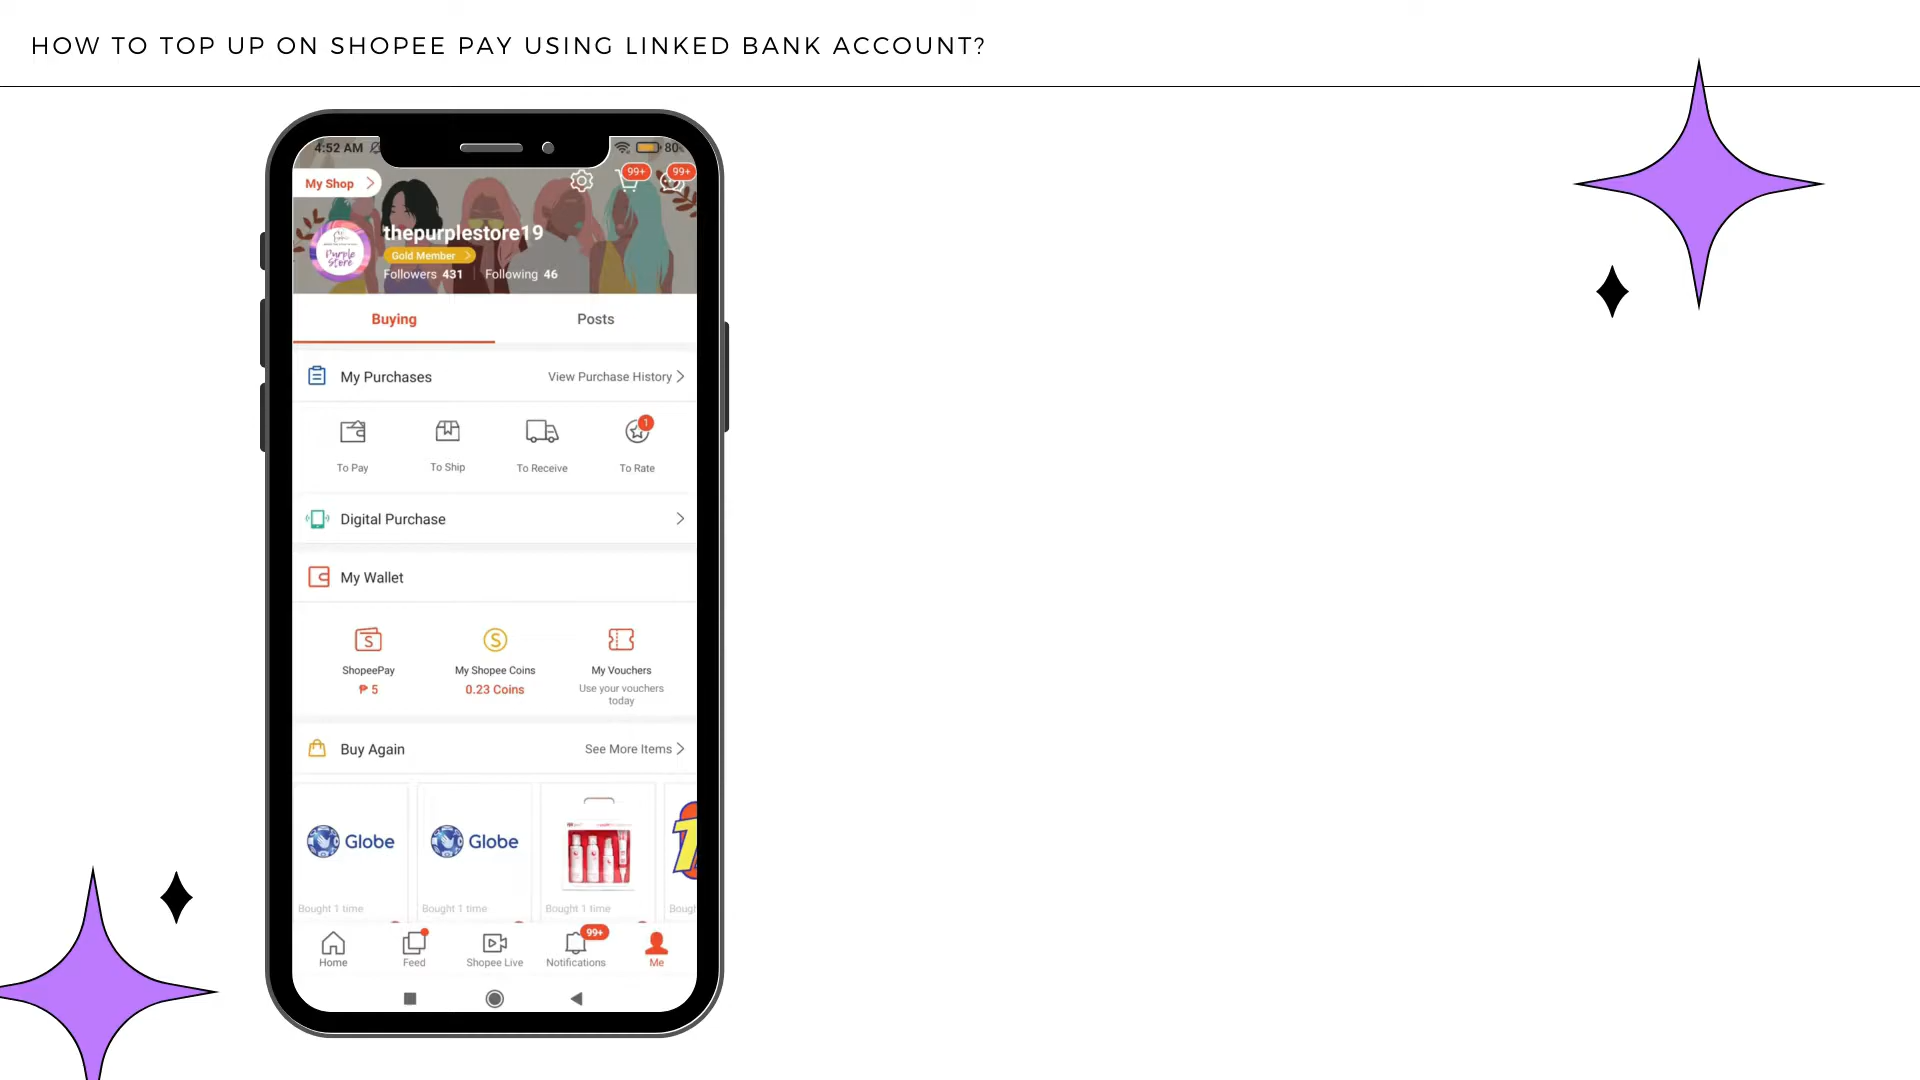 HOW TO TOP UP ON SHOPEE PAY USING LINKED BANK ACCOUNT?
4:52 AM
80
My Shop
99+
99+
Purple Store
thepurplestore19
Gold Member
Followers 431 Following 46
Buying Posts
My Purchases View Purchase History
1
To Pay To Ship To Receive To Rate
Digital Purchase
My Wallet
ShopeePay My Shopee Coins My Vouchers
₱ 5 0.23 Coins Use your vouchers
today
Buy Again See More Items
Globe Globe
Bought 1 time Bought 1 time Bought 1 time
99+
Home Feed Shopee Live Notifications Me